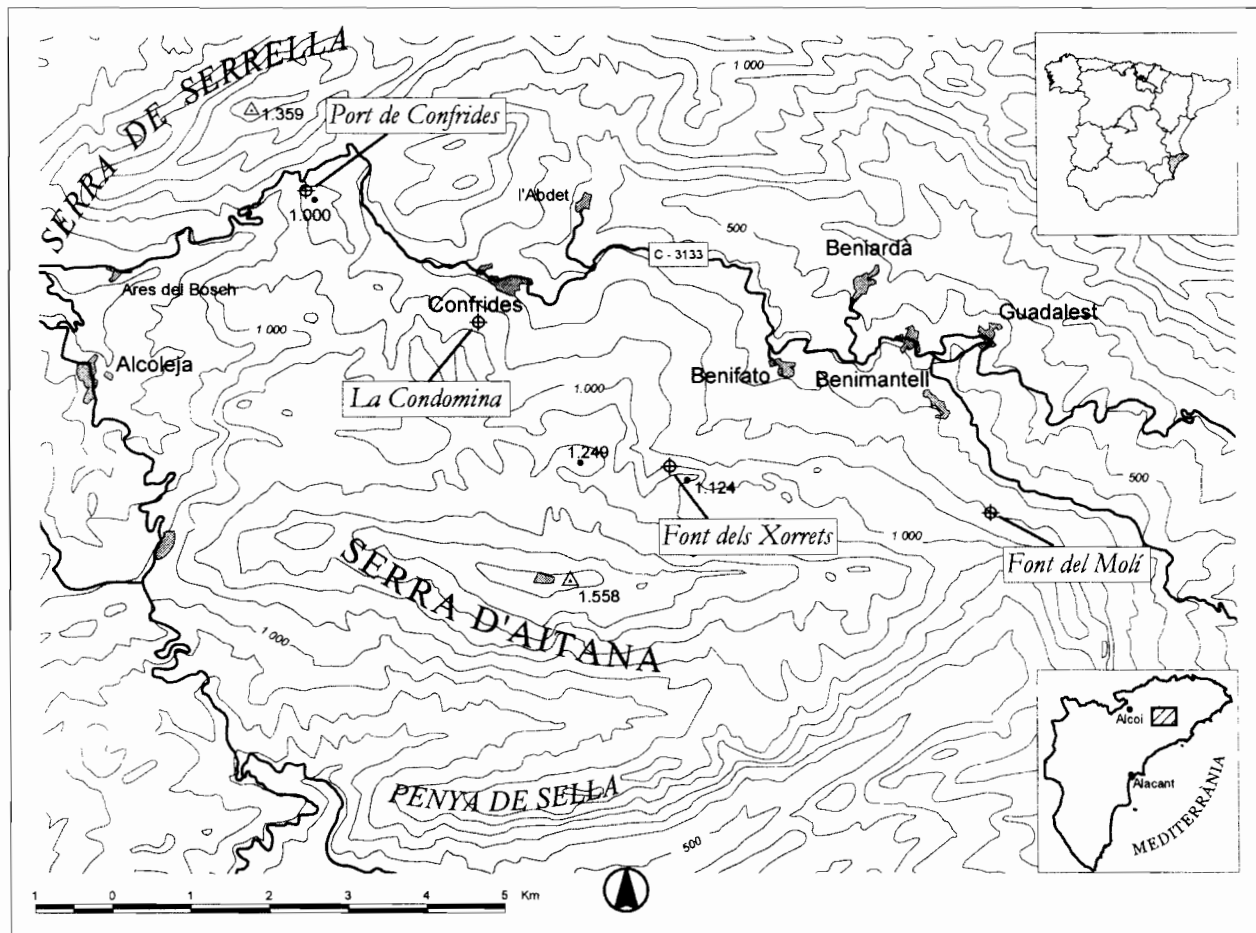 SERRA DE SERRELLA
1.359
Port de Confrides
1.000
1 000
l'Abdet
500
C - 3133
Beniardà
Guadalest
Ares del Bosch
Confrides
1 000
Alcoleja
La Condomina
Benifato
Benimantell
1.000
1.249
1.124
500
Font dels Xorrets
1 000
Font del Molí
SERRA D'AITANA
1.558
1 000
PENYA DE SELLA
500
Alcoi
Alacant
MEDITERRÀNIA
1 0 1 2 3 4 5 Km